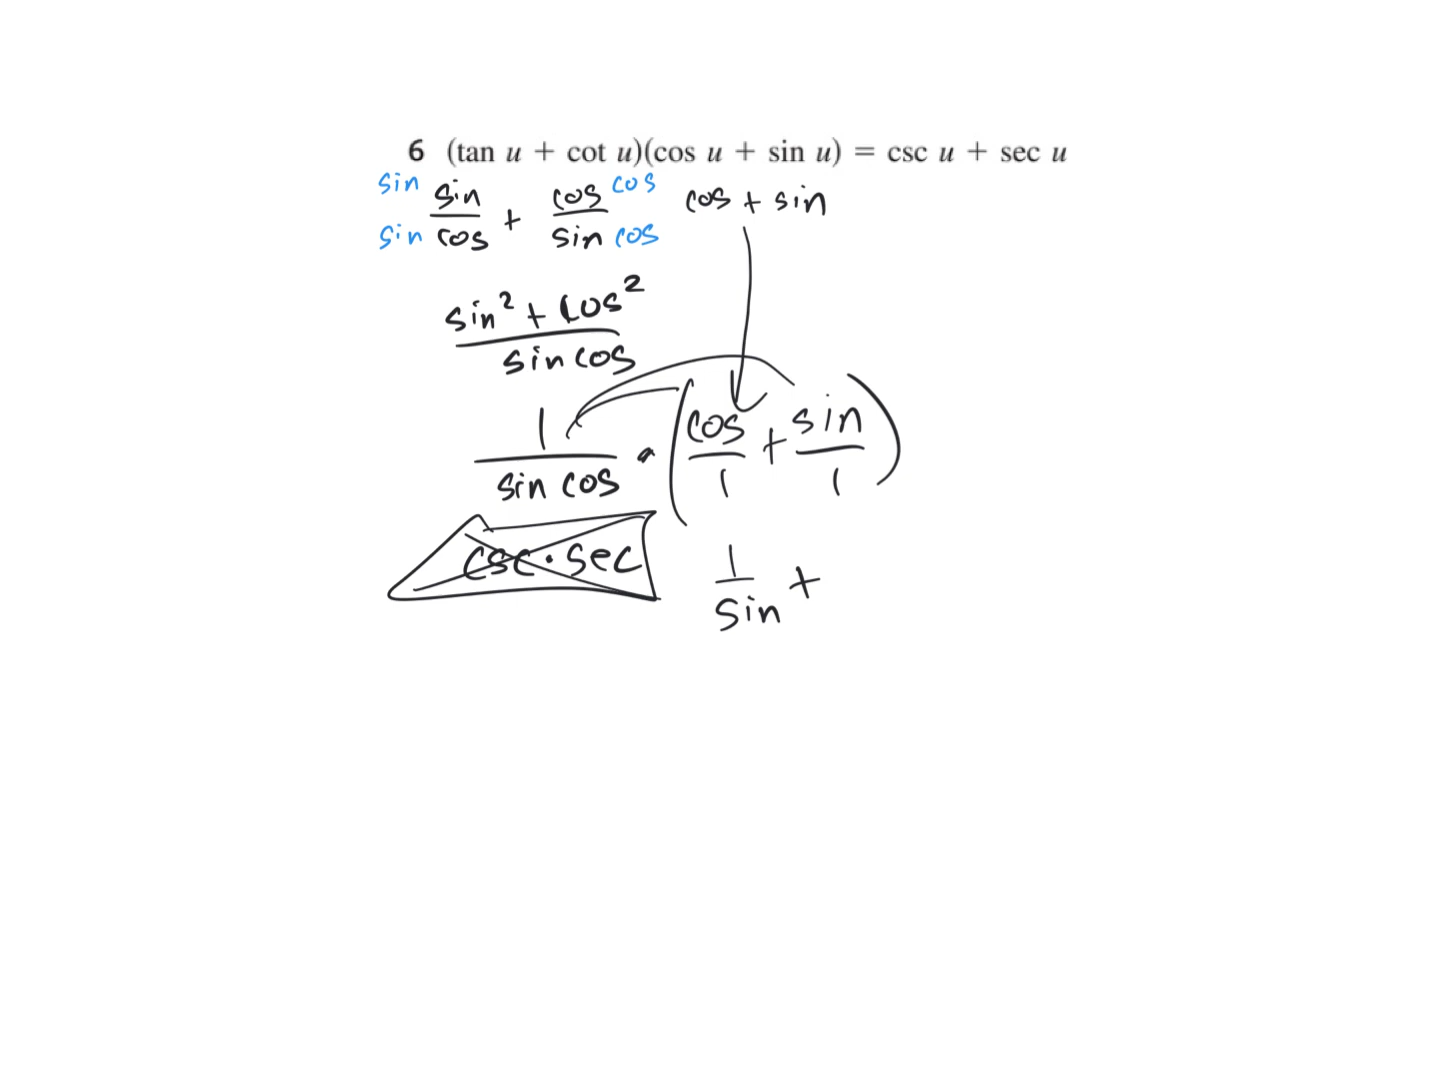 6 (tan u + cot u)(cos u + sin u) = csc u + sec u
sin sin + cos cos cos + sin
sin cos sin cos
sin² + cos²
sin cos
1 · (cos + sin)
sin cos 1 1
csc · sec
1 +
sin